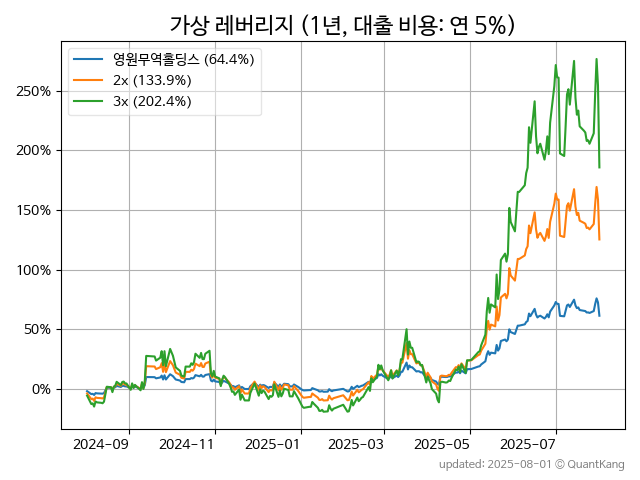 가상 레버리지 (1년, 대출 비용: 연 5%)
영원무역홀딩스 (64.4%)
2x (133.9%)
3x (202.4%)
250%
200%
150%
100%
50%
0%
2024-09 2024-11 2025-01 2025-03 2025-05 2025-07
updated: 2025-08-01 © QuantKang